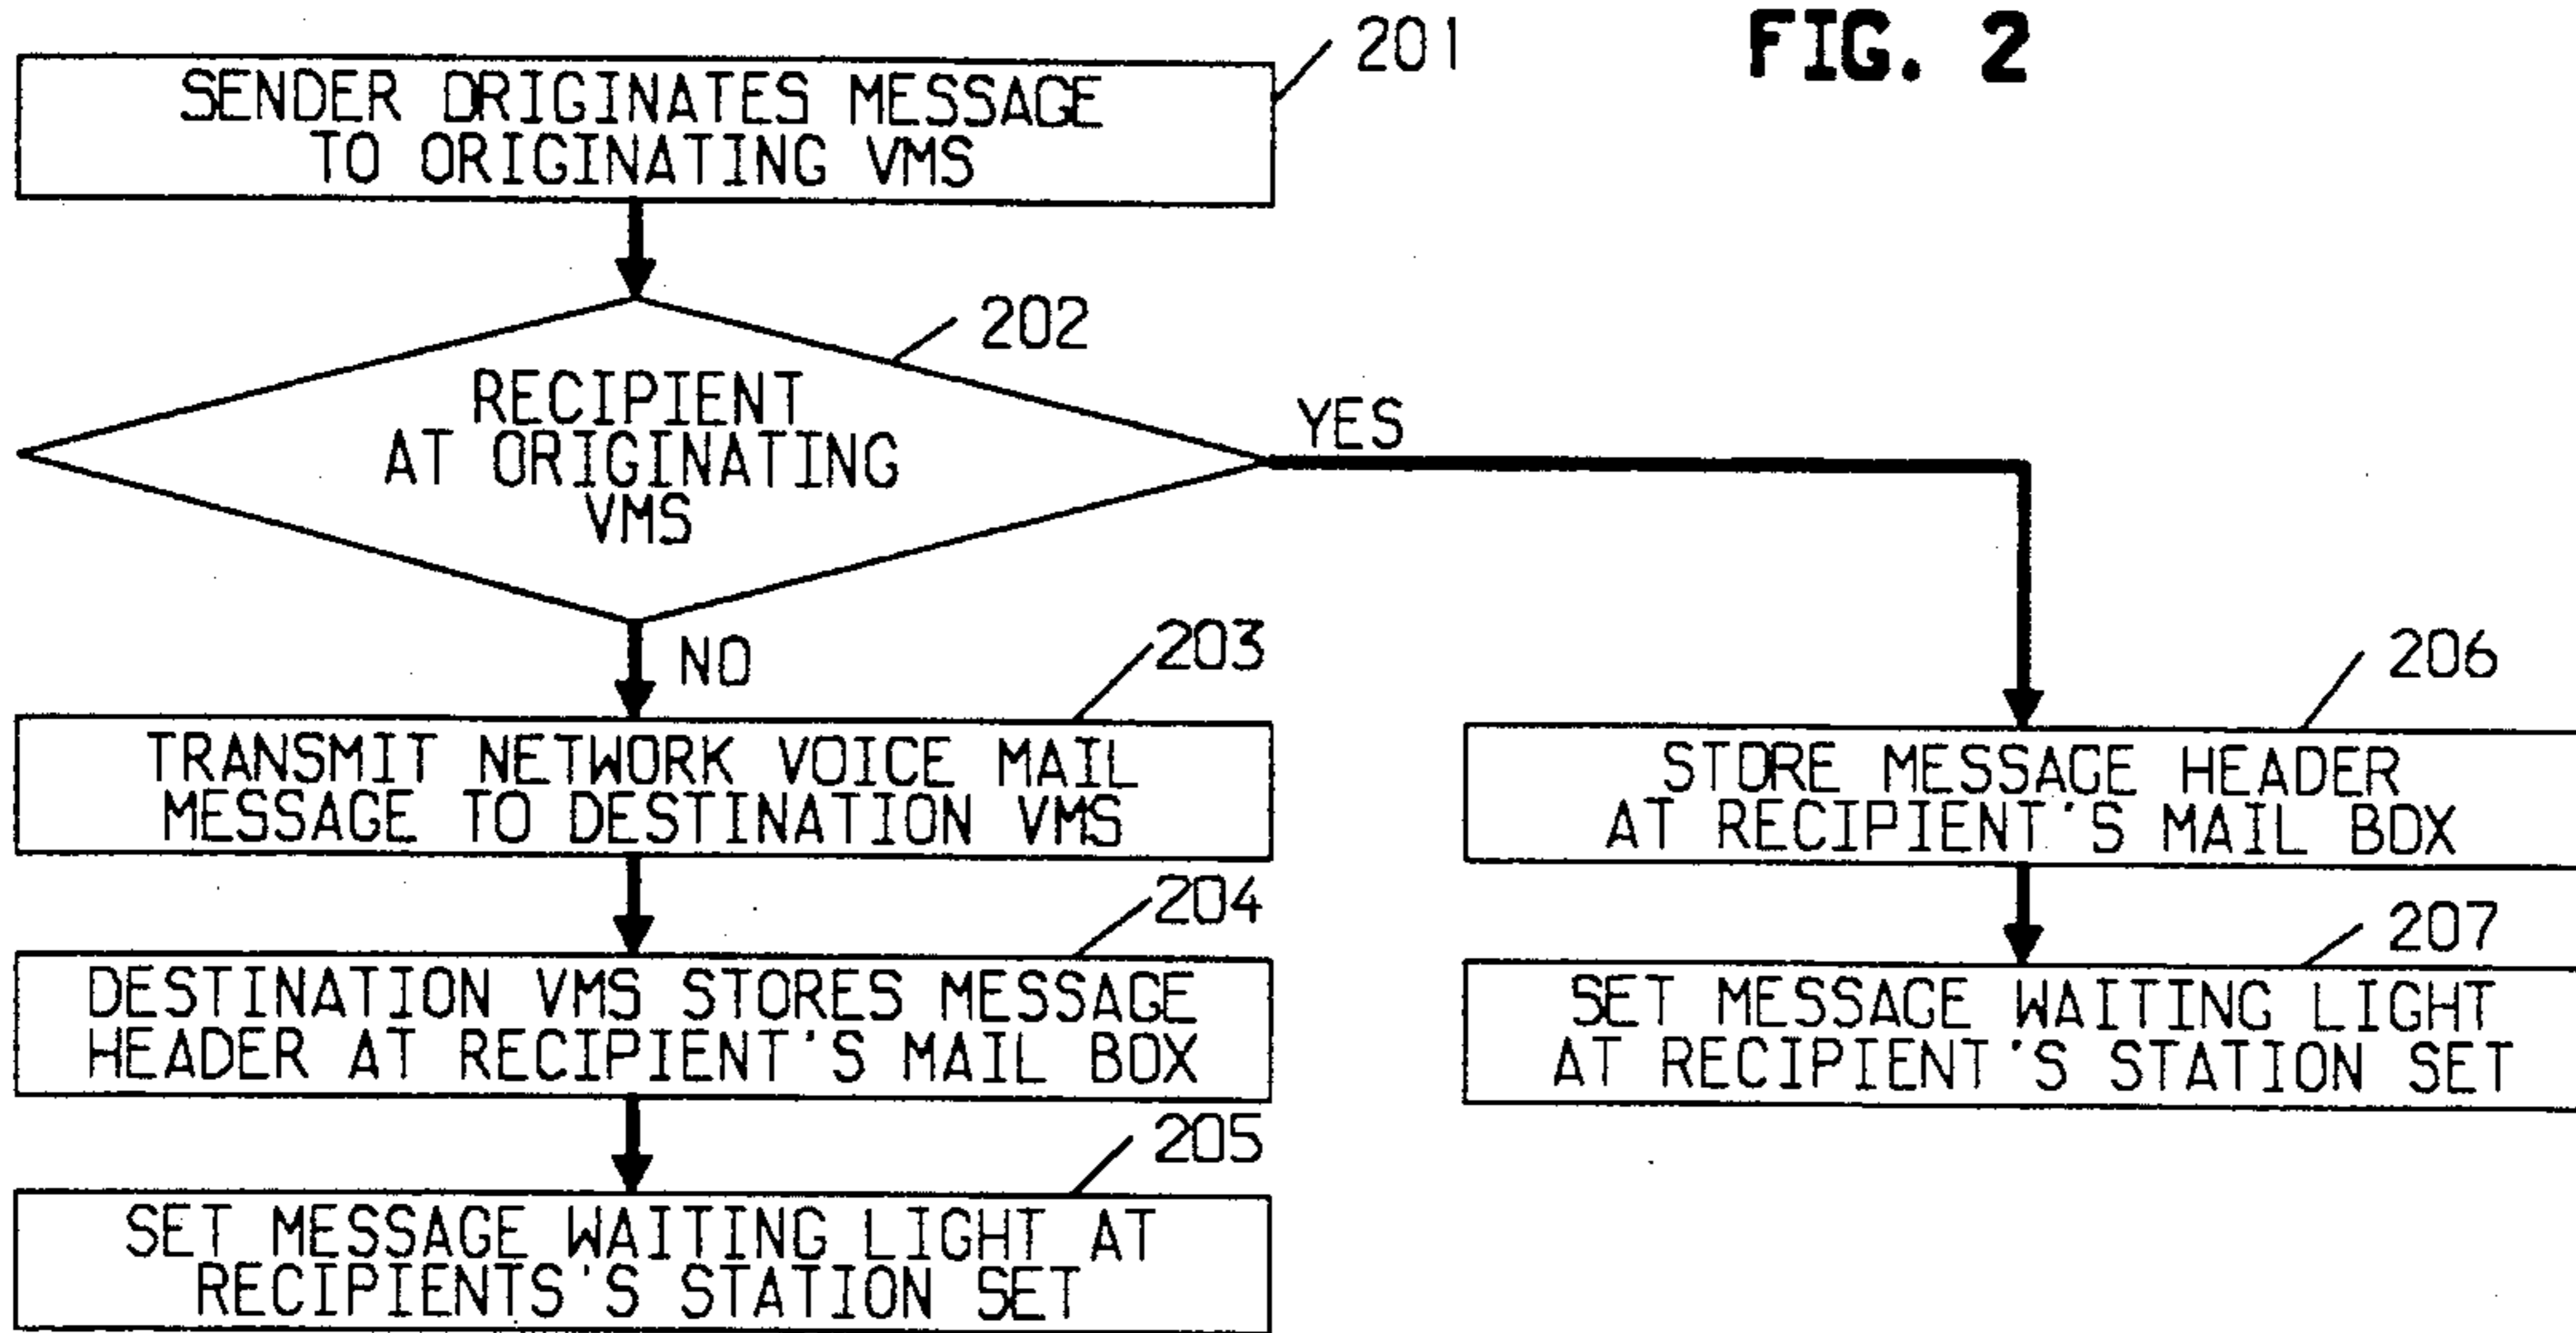 FIG. 2
201
SENDER ORIGINATES MESSAGE
TO ORIGINATING VMS
202
RECIPIENT
AT ORIGINATING
VMS
YES
NO
203
TRANSMIT NETWORK VOICE MAIL
MESSAGE TO DESTINATION VMS
204
DESTINATION VMS STORES MESSAGE
HEADER AT RECIPIENT'S MAIL BOX
205
SET MESSAGE WAITING LIGHT AT
RECIPIENTS'S STATION SET
206
STORE MESSAGE HEADER
AT RECIPIENT'S MAIL BOX
207
SET MESSAGE WAITING LIGHT
AT RECIPIENT'S STATION SET